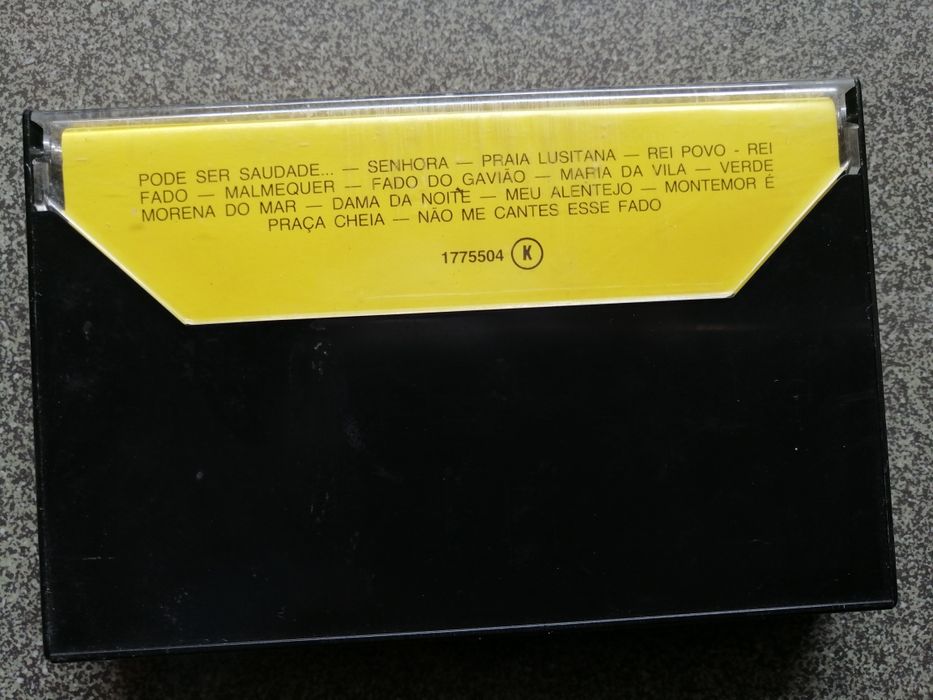 PODE SER SAUDADE... — SENHORA — PRAIA LUSITANA — REI POVO - REI
FADO — MALMEQUER — FADO DO GAVIÃO — MARIA DA VILA — VERDE
MORENA DO MAR — DAMA DA NOITE — MEU ALENTEJO — MONTEMOR É
PRAÇA CHEIA — NÃO ME CANTES ESSE FADO
1775504 K